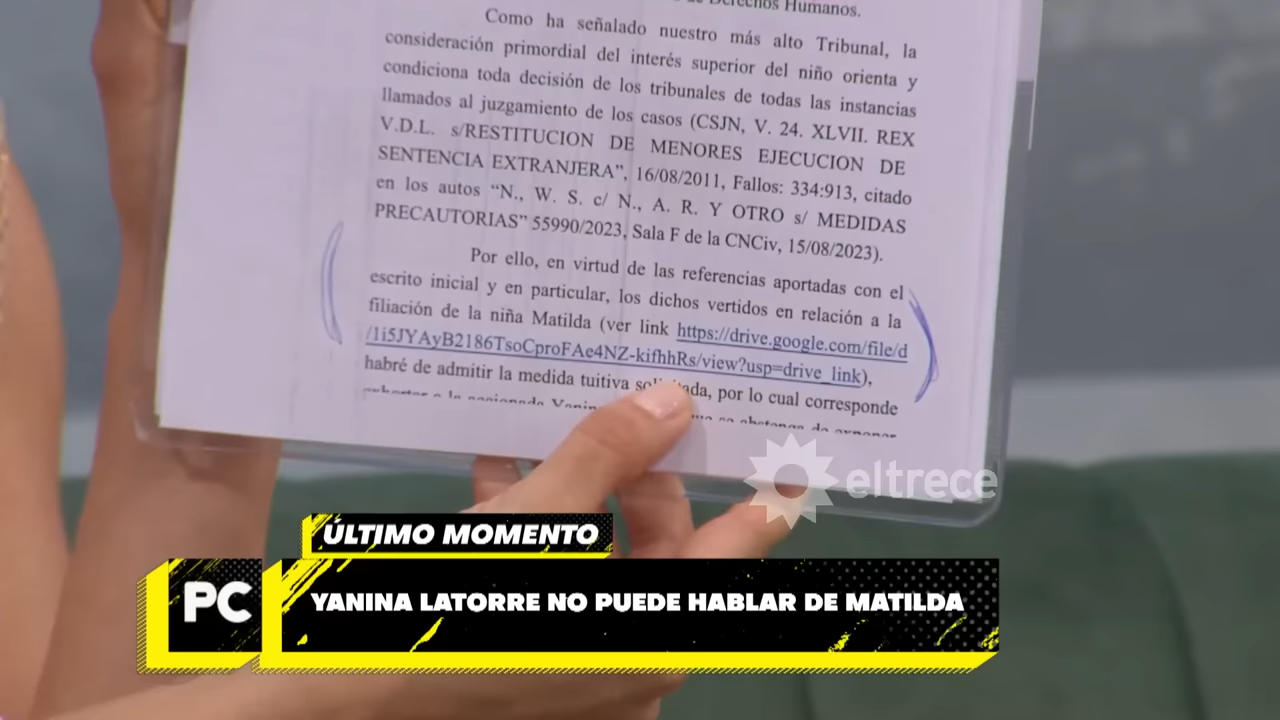 Derechos Humanos.
Como ha señalado nuestro más alto Tribunal, la
consideración primordial del interés superior del niño orienta y
condiciona toda decisión de los tribunales de todas las instancias
llamados al juzgamiento de los casos (CSJN, V. 24. XLVII. REX
V.D.L. s/RESTITUCION DE MENORES EJECUCION DE
SENTENCIA EXTRANJERA”, 16/08/2011, Fallos: 334:913, citado
en los autos “N., W. S. c/ N., A. R. Y OTRO s/ MEDIDAS
PRECAUTORIAS” 55990/2023, Sala F de la CNCiv, 15/08/2023).
Por ello, en virtud de las referencias aportadas con el
escrito inicial y en particular, los dichos vertidos en relación a la
filiación de la niña Matilda (ver link https://drive.google.com/file/d
/1i5JYAyB2186TsoCproFAe4NZ-kifhhRs/view?usp=drive_link),
habré de admitir la medida tuitiva solicitada, por lo cual corresponde
que se abstenga de exponer
eltrece
ÚLTIMO MOMENTO
PC
YANINA LATORRE NO PUEDE HABLAR DE MATILDA